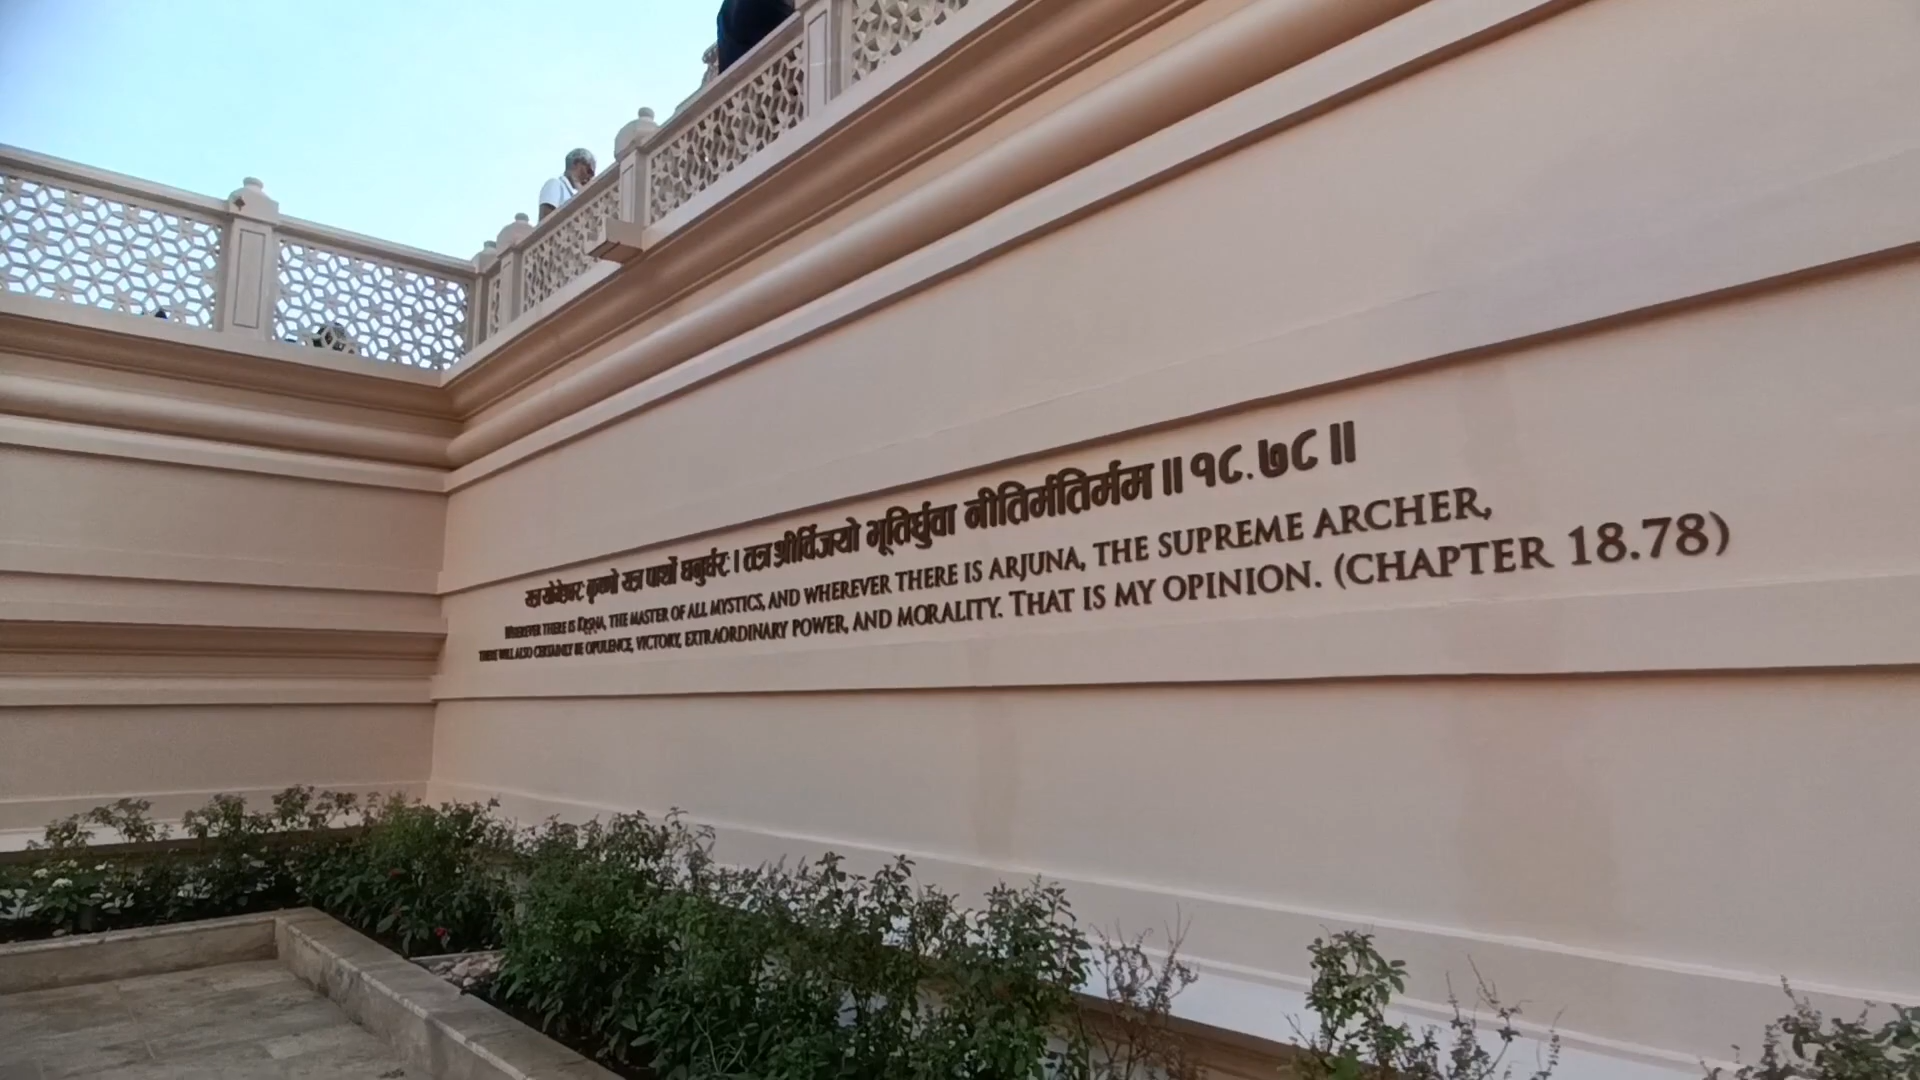 यत्र योगेश्वरः कृष्णो यत्र पार्थो धनुर्धरः। तत्र श्रीर्विजयो भूतिर्ध्रुवा नीतिर्मतिर्मम॥ १८.७८॥
Wherever there is Kṛṣṇa, the master of all mystics, and wherever there is Arjuna, the supreme archer,
there will also certainly be opulence, victory, extraordinary power, and morality. That is my opinion. (Chapter 18.78)